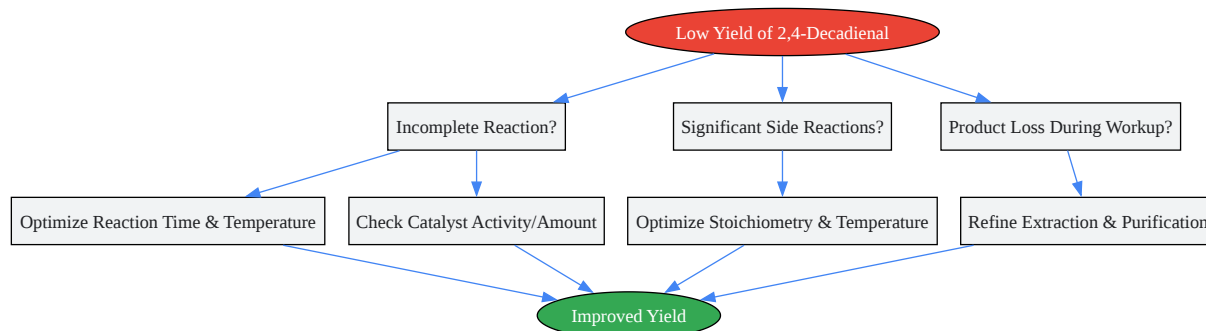 Low Yield of 2,4-Decadienal
Incomplete Reaction?
Significant Side Reactions?
Product Loss During Workup?
Optimize Reaction Time & Temperature
Check Catalyst Activity/Amount
Optimize Stoichiometry & Temperature
Refine Extraction & Purification
Improved Yield